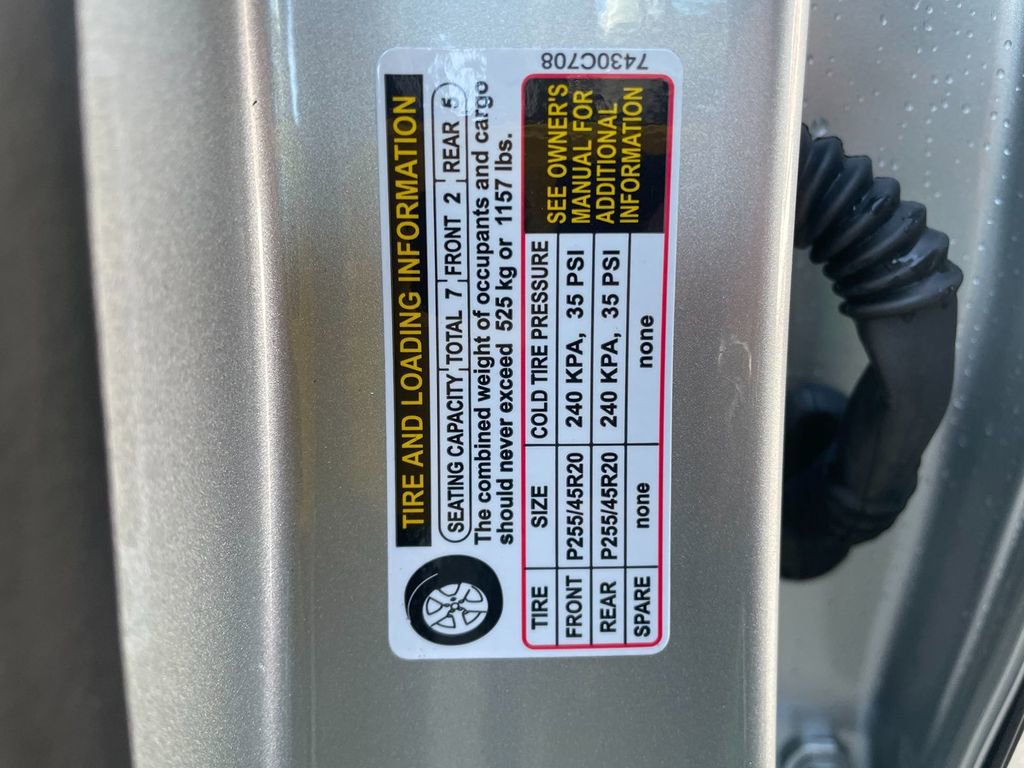 TIRE AND LOADING INFORMATION
SEATING CAPACITY TOTAL 7 FRONT 2 REAR 5
The combined weight of occupants and cargo
should never exceed 525 kg or 1157 lbs.
TIRE SIZE COLD TIRE PRESSURE
FRONT P255/45R20 240 KPA, 35 PSI
REAR P255/45R20 240 KPA, 35 PSI
SPARE none none
SEE OWNER'S
MANUAL FOR
ADDITIONAL
INFORMATION
7430C708